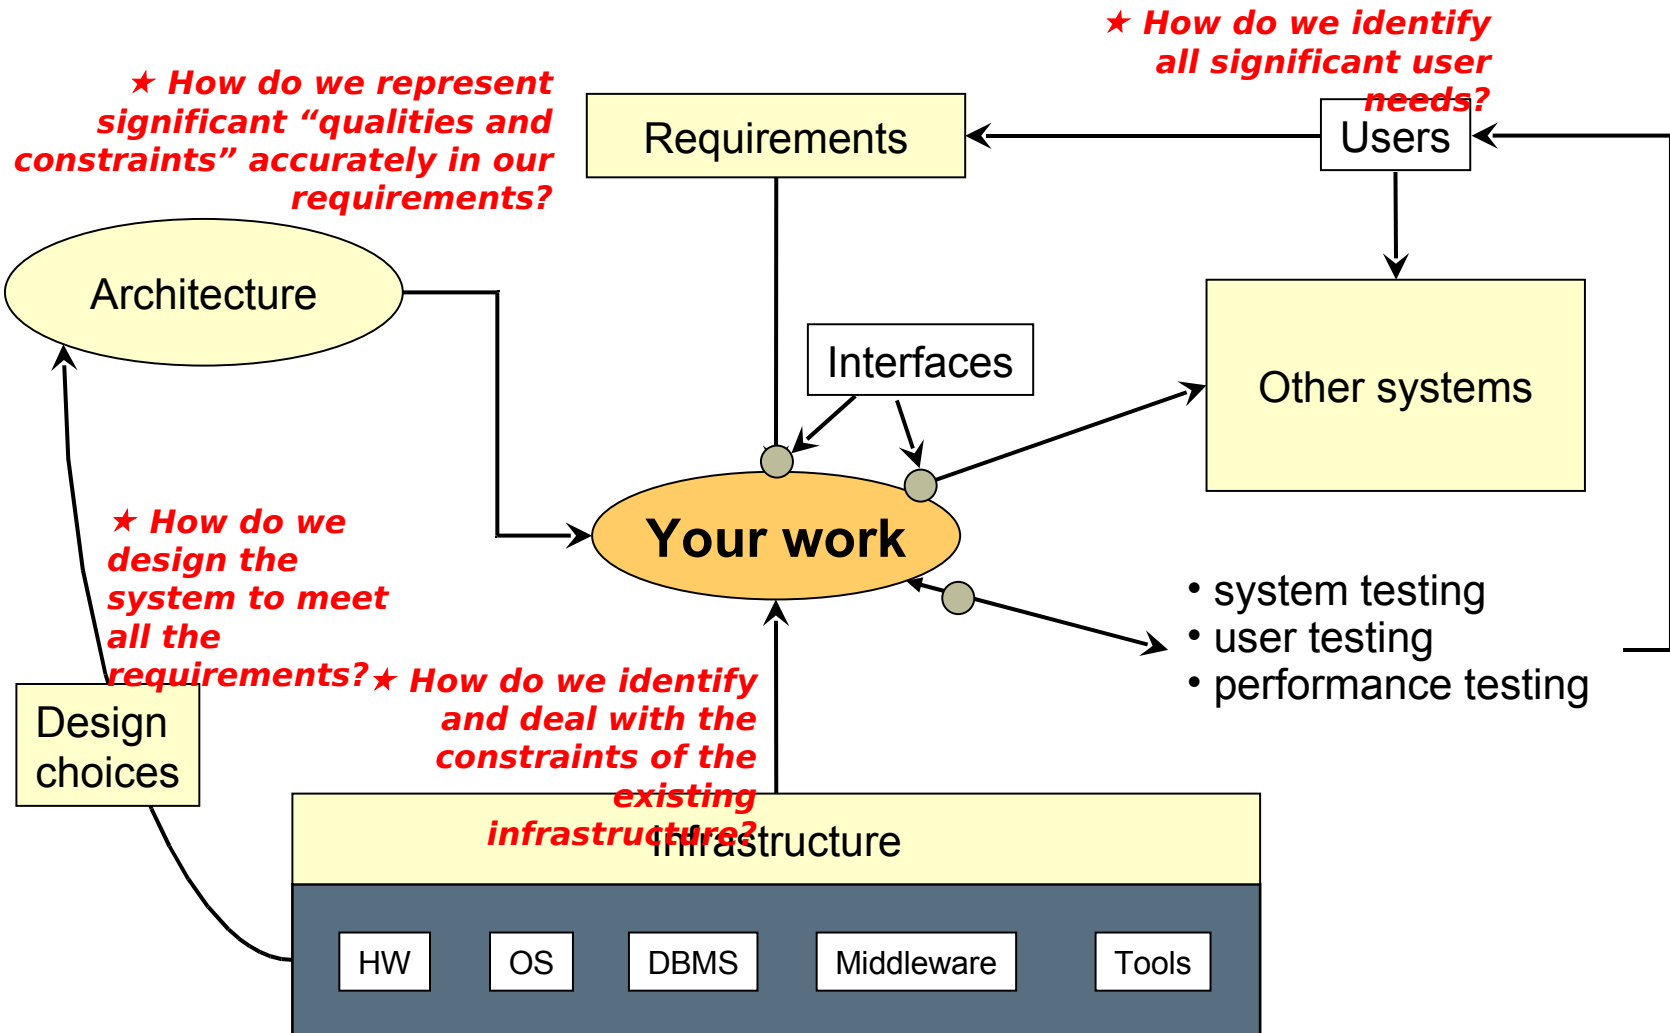 ★ How do we identify
all significant user
needs?
★ How do we represent
significant “qualities and
constraints” accurately in our
requirements?
Requirements
Users
Architecture
Interfaces
Other systems
★ How do we
design the
system to meet
all the
requirements?
Your work
• system testing
• user testing
• performance testing
★ How do we identify
and deal with the
constraints of the
existing
infrastructure?
Design
choices
Infrastructure
HW
OS
DBMS
Middleware
Tools